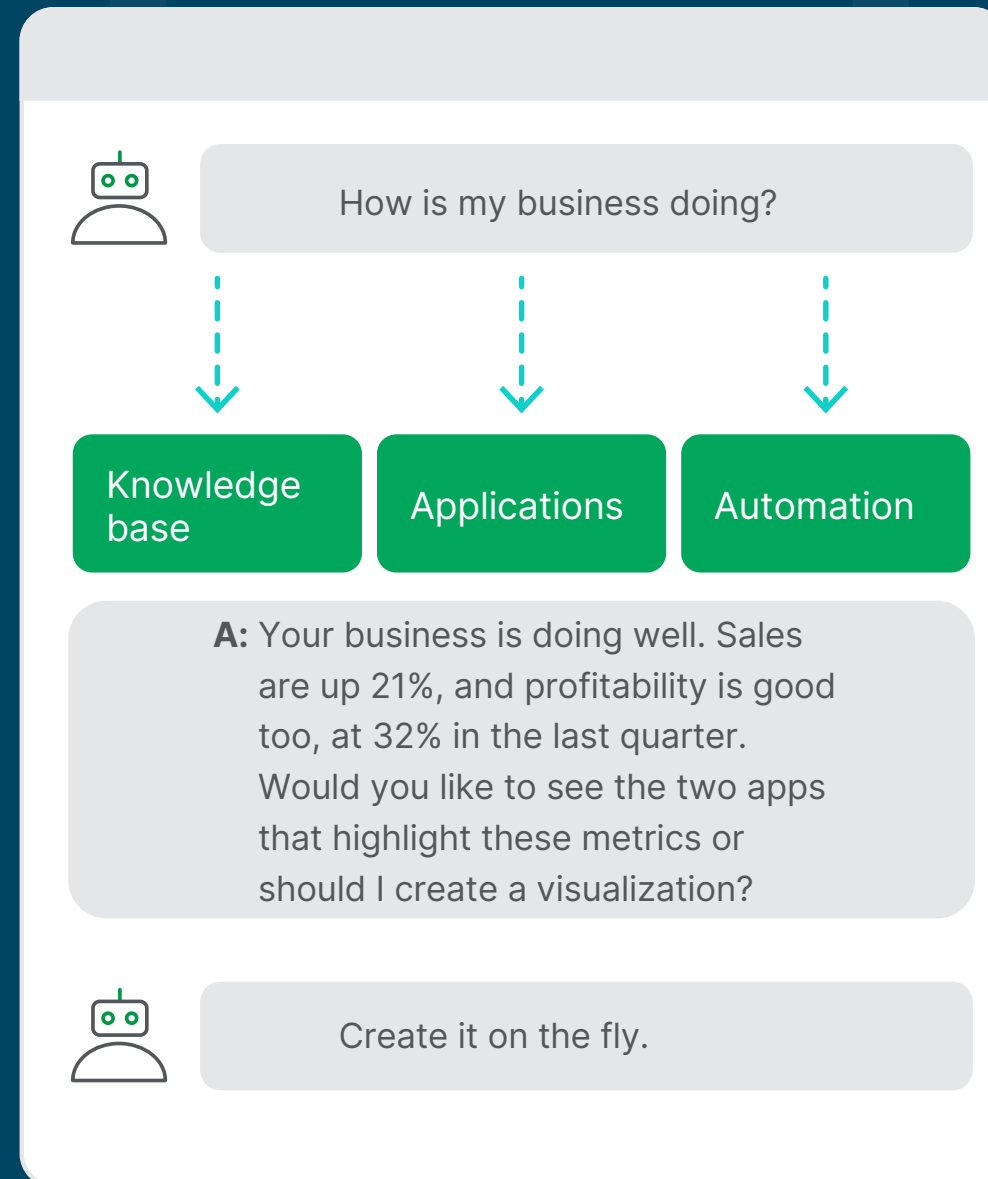 How is my business doing?
Knowledge
base
Applications
Automation
A: Your business is doing well. Sales
are up 21%, and profitability is good
too, at 32% in the last quarter.
Would you like to see the two apps
that highlight these metrics or
should I create a visualization?
Create it on the fly.